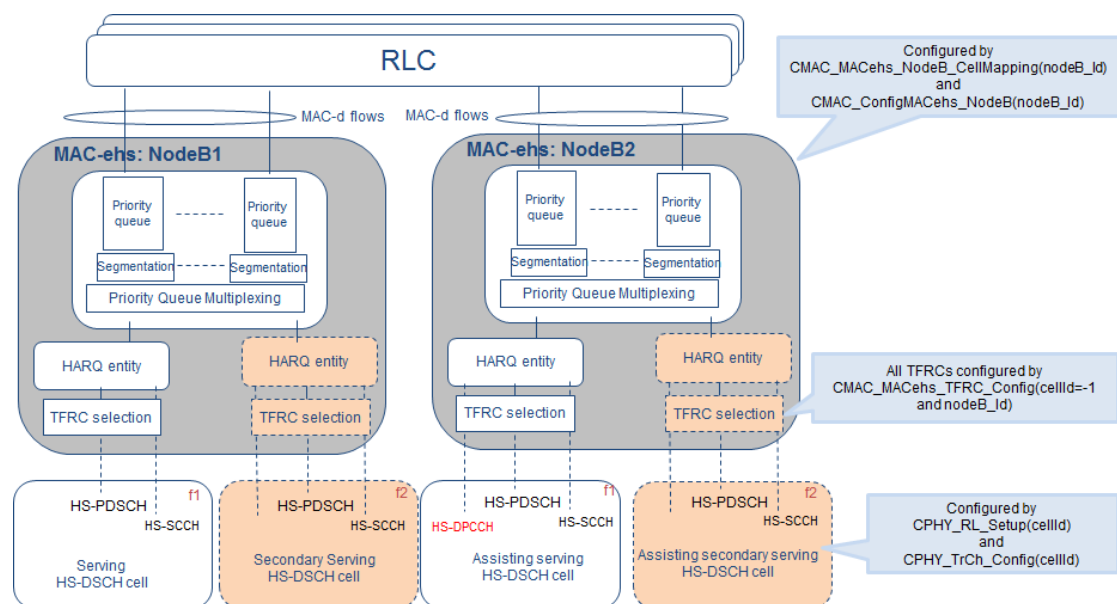 RLC
Configured by
CMAC_MACehs_NodeB_CellMapping(nodeB_Id)
and
CMAC_ConfigMACehs_NodeB(nodeB_Id)
MAC-d flows
MAC-d flows
MAC-ehs: NodeB1
MAC-ehs: NodeB2
Priority
queue
Priority
queue
Priority
queue
Priority
queue
Segmentation
Segmentation
Segmentation
Segmentation
Priority Queue Multiplexing
Priority Queue Multiplexing
HARQ entity
HARQ entity
HARQ entity
HARQ entity
All TFRCs configured by
CMAC_MACehs_TFRC_Config(cellId=-1
and nodeB_Id)
TFRC selection
TFRC selection
TFRC selection
TFRC selection
f1
HS-PDSCH
HS-SCCH
Serving
HS-DSCH cell
f2
HS-PDSCH
HS-SCCH
Secondary Serving
HS-DSCH cell
f1
HS-PDSCH
HS-DPCCH
HS-SCCH
Assisting serving
HS-DSCH cell
f2
HS-PDSCH
HS-SCCH
Assisting secondary serving
HS-DSCH cell
Configured by
CPHY_RL_Setup(cellId)
and
CPHY_TrCh_Config(cellId)